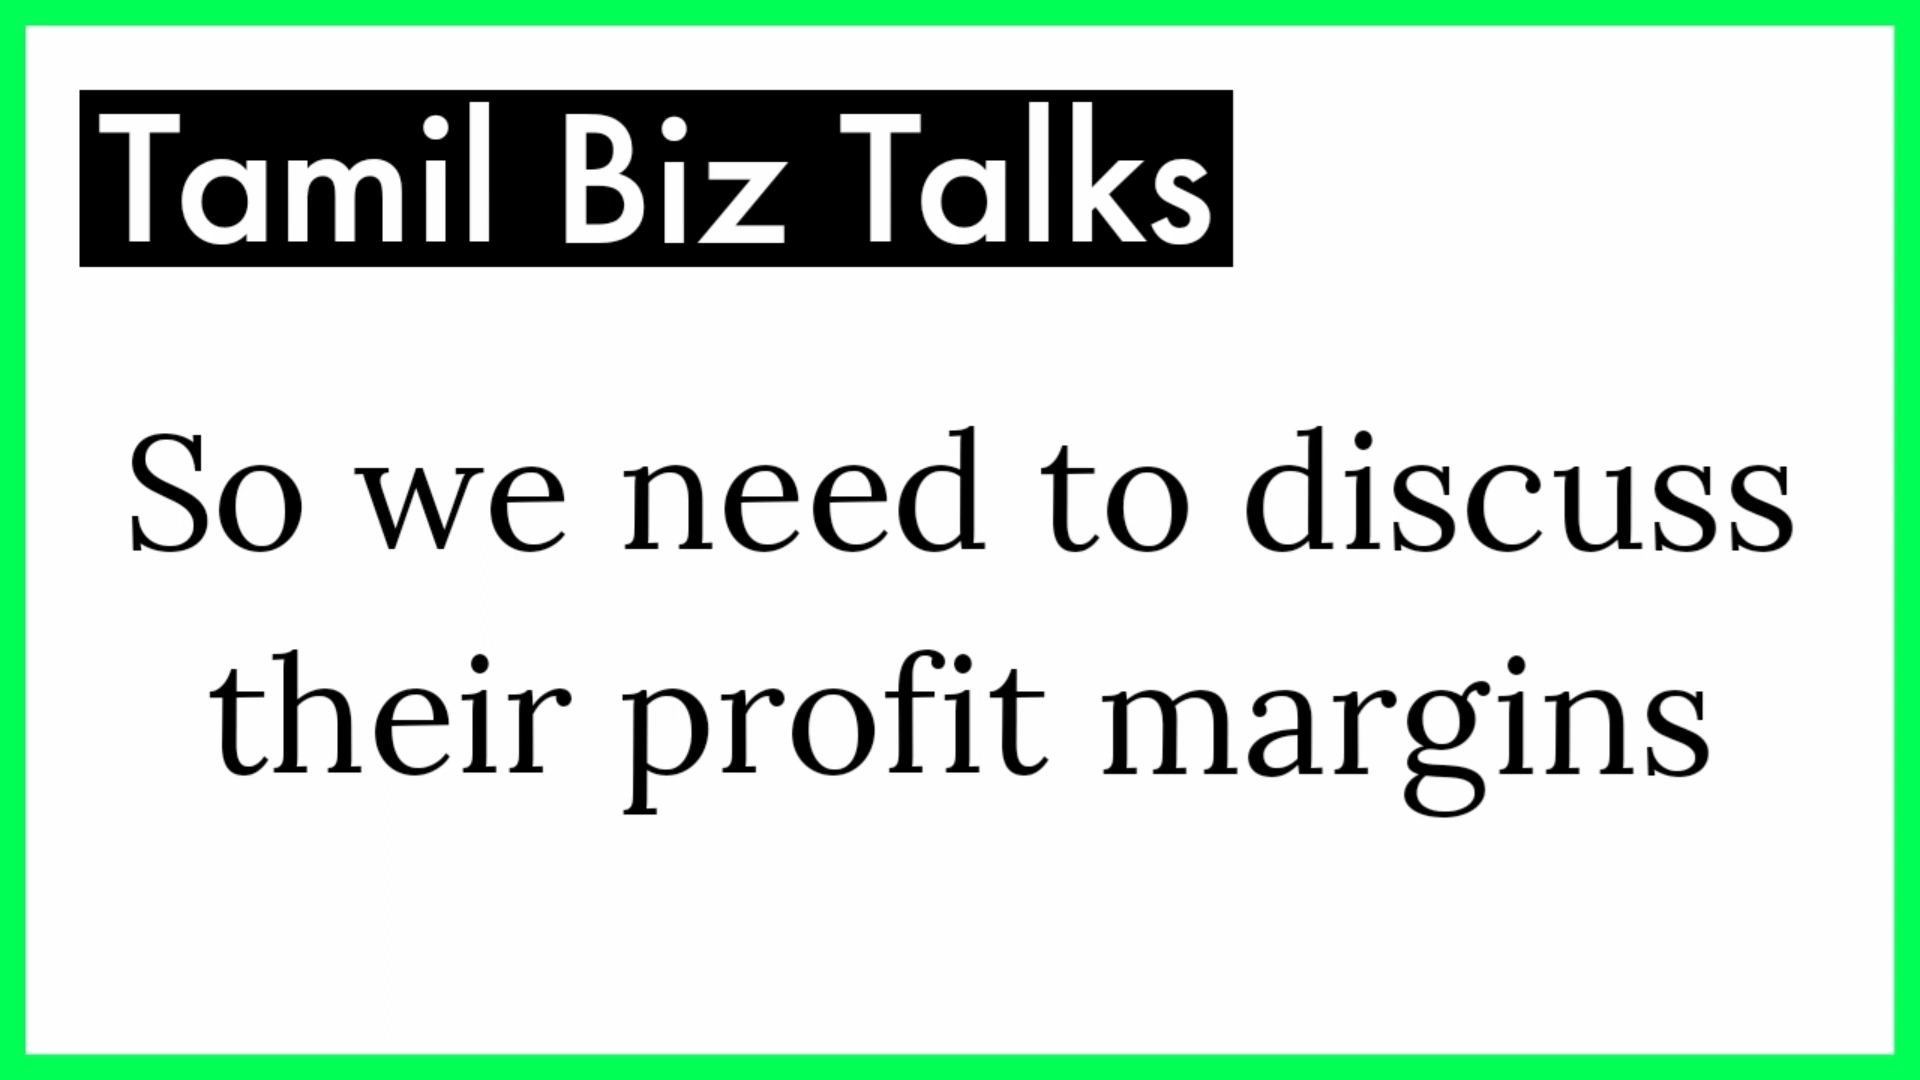 Tamil Biz Talks
So we need to discuss
their profit margins